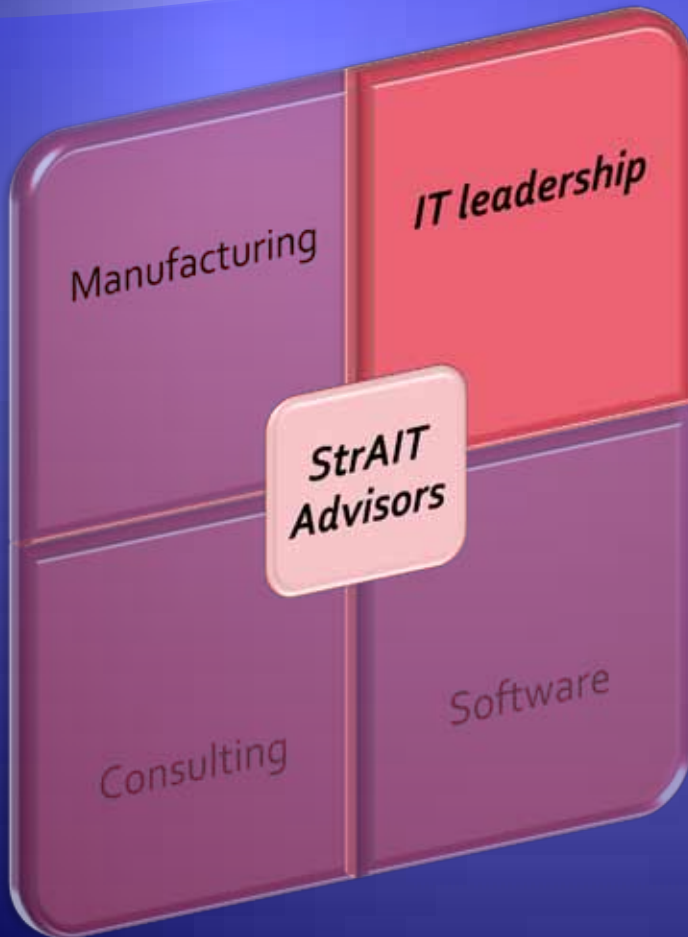 Manufacturing
IT leadership
StrAIT
Advisors
Consulting
Software